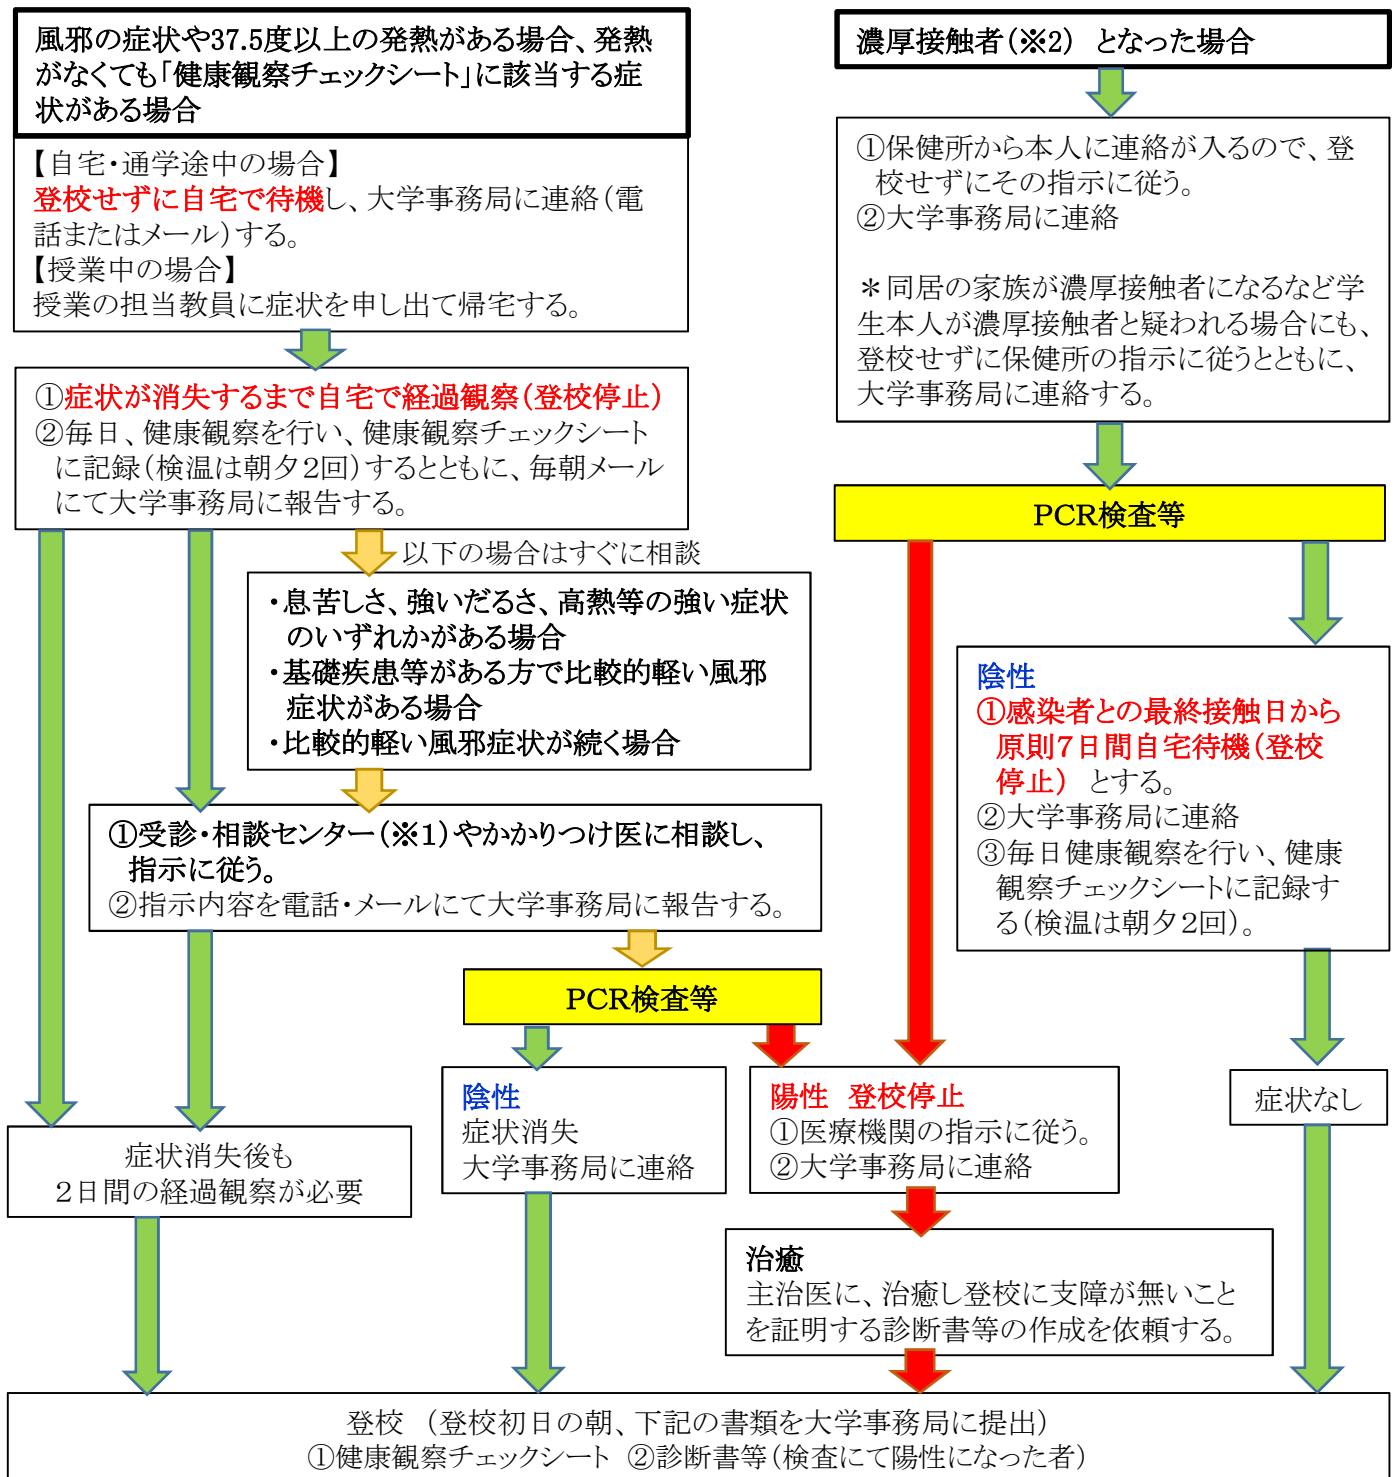 風邪の症状や37.5度以上の発熱がある場合、発熱
がなくても「健康観察チェックシート」に該当する症
状がある場合
【自宅・通学途中の場合】
登校せずに自宅で待機し、大学事務局に連絡(電
話またはメール)する。
【授業中の場合】
授業の担当教員に症状を申し出て帰宅する。
①症状が消失するまで自宅で経過観察(登校停止)
②毎日、健康観察を行い、健康観察チェックシート
に記録(検温は朝夕2回)するとともに、毎朝メール
にて大学事務局に報告する。
以下の場合はすぐに相談
・息苦しさ、強いだるさ、高熱等の強い症状
のいずれかがある場合
・基礎疾患等がある方で比較的軽い風邪
症状がある場合
・比較的軽い風邪症状が続く場合
①受診・相談センター(※1)やかかりつけ医に相談し、
指示に従う。
②指示内容を電話・メールにて大学事務局に報告する。
PCR検査等
陰性
症状消失
大学事務局に連絡
症状消失後も
2日間の経過観察が必要
濃厚接触者(※2) となった場合
①保健所から本人に連絡が入るので、登
校せずにその指示に従う。
②大学事務局に連絡
＊同居の家族が濃厚接触者になるなど学
生本人が濃厚接触者と疑われる場合にも、
登校せずに保健所の指示に従うとともに、
大学事務局に連絡する。
PCR検査等
陰性
①感染者との最終接触日から
原則7日間自宅待機(登校
停止) とする。
②大学事務局に連絡
③毎日健康観察を行い、健康
観察チェックシートに記録す
る(検温は朝夕2回)。
症状なし
陽性 登校停止
①医療機関の指示に従う。
②大学事務局に連絡
治癒
主治医に、治癒し登校に支障が無いこと
を証明する診断書等の作成を依頼する。
登校 (登校初日の朝、下記の書類を大学事務局に提出)
①健康観察チェックシート ②診断書等(検査にて陽性になった者)